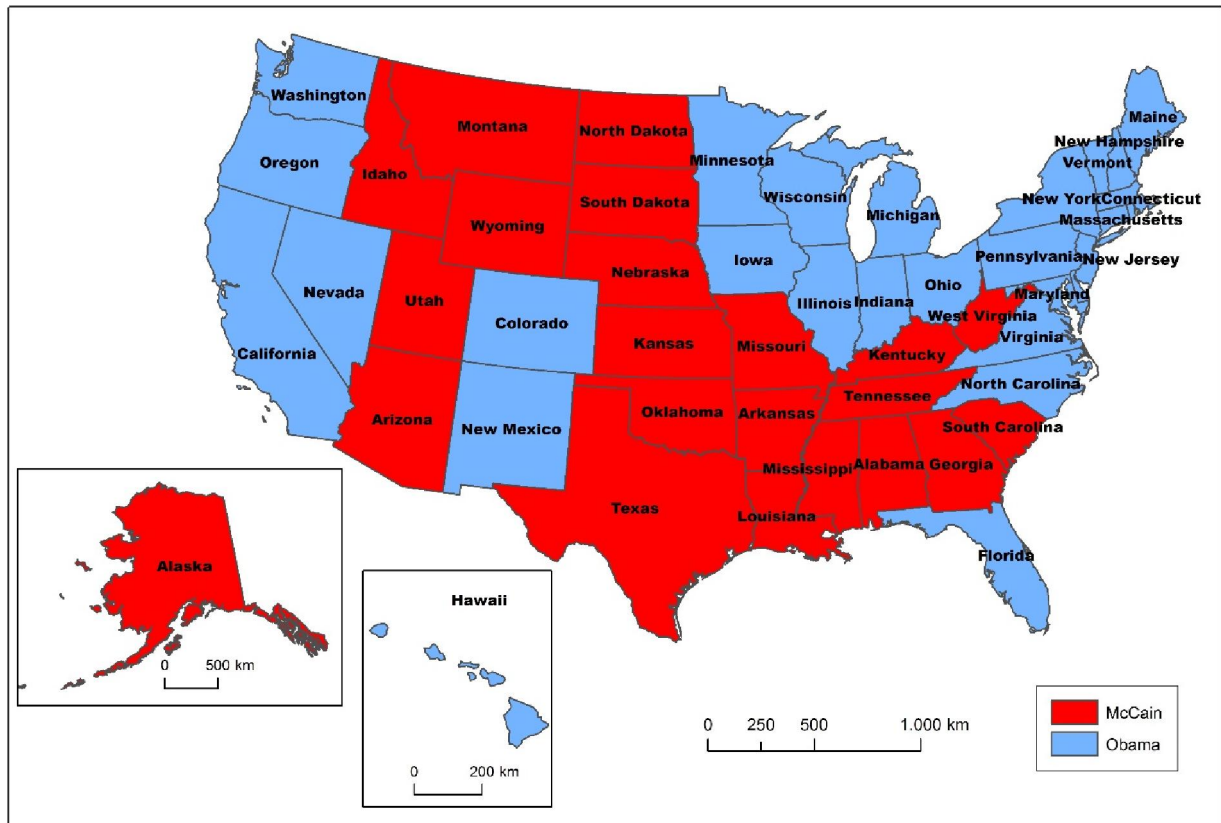 Washington
Montana
North Dakota
Minnesota
Maine
New Hampshire
Vermont
Oregon
Idaho
Wisconsin
South Dakota
Michigan
New York
Connecticut
Massachusetts
Wyoming
Iowa
Pennsylvania
New Jersey
Nebraska
Nevada
Utah
Ohio
Illinois
Indiana
Maryland
Colorado
West Virginia
Virginia
California
Kansas
Missouri
Kentucky
North Carolina
Tennessee
Arizona
New Mexico
Oklahoma
Arkansas
South Carolina
Mississippi
Alabama
Georgia
Texas
Louisiana
Florida
Alaska
0 500 km
Hawaii
0 200 km
0 250 500 1.000 km
McCain
Obama